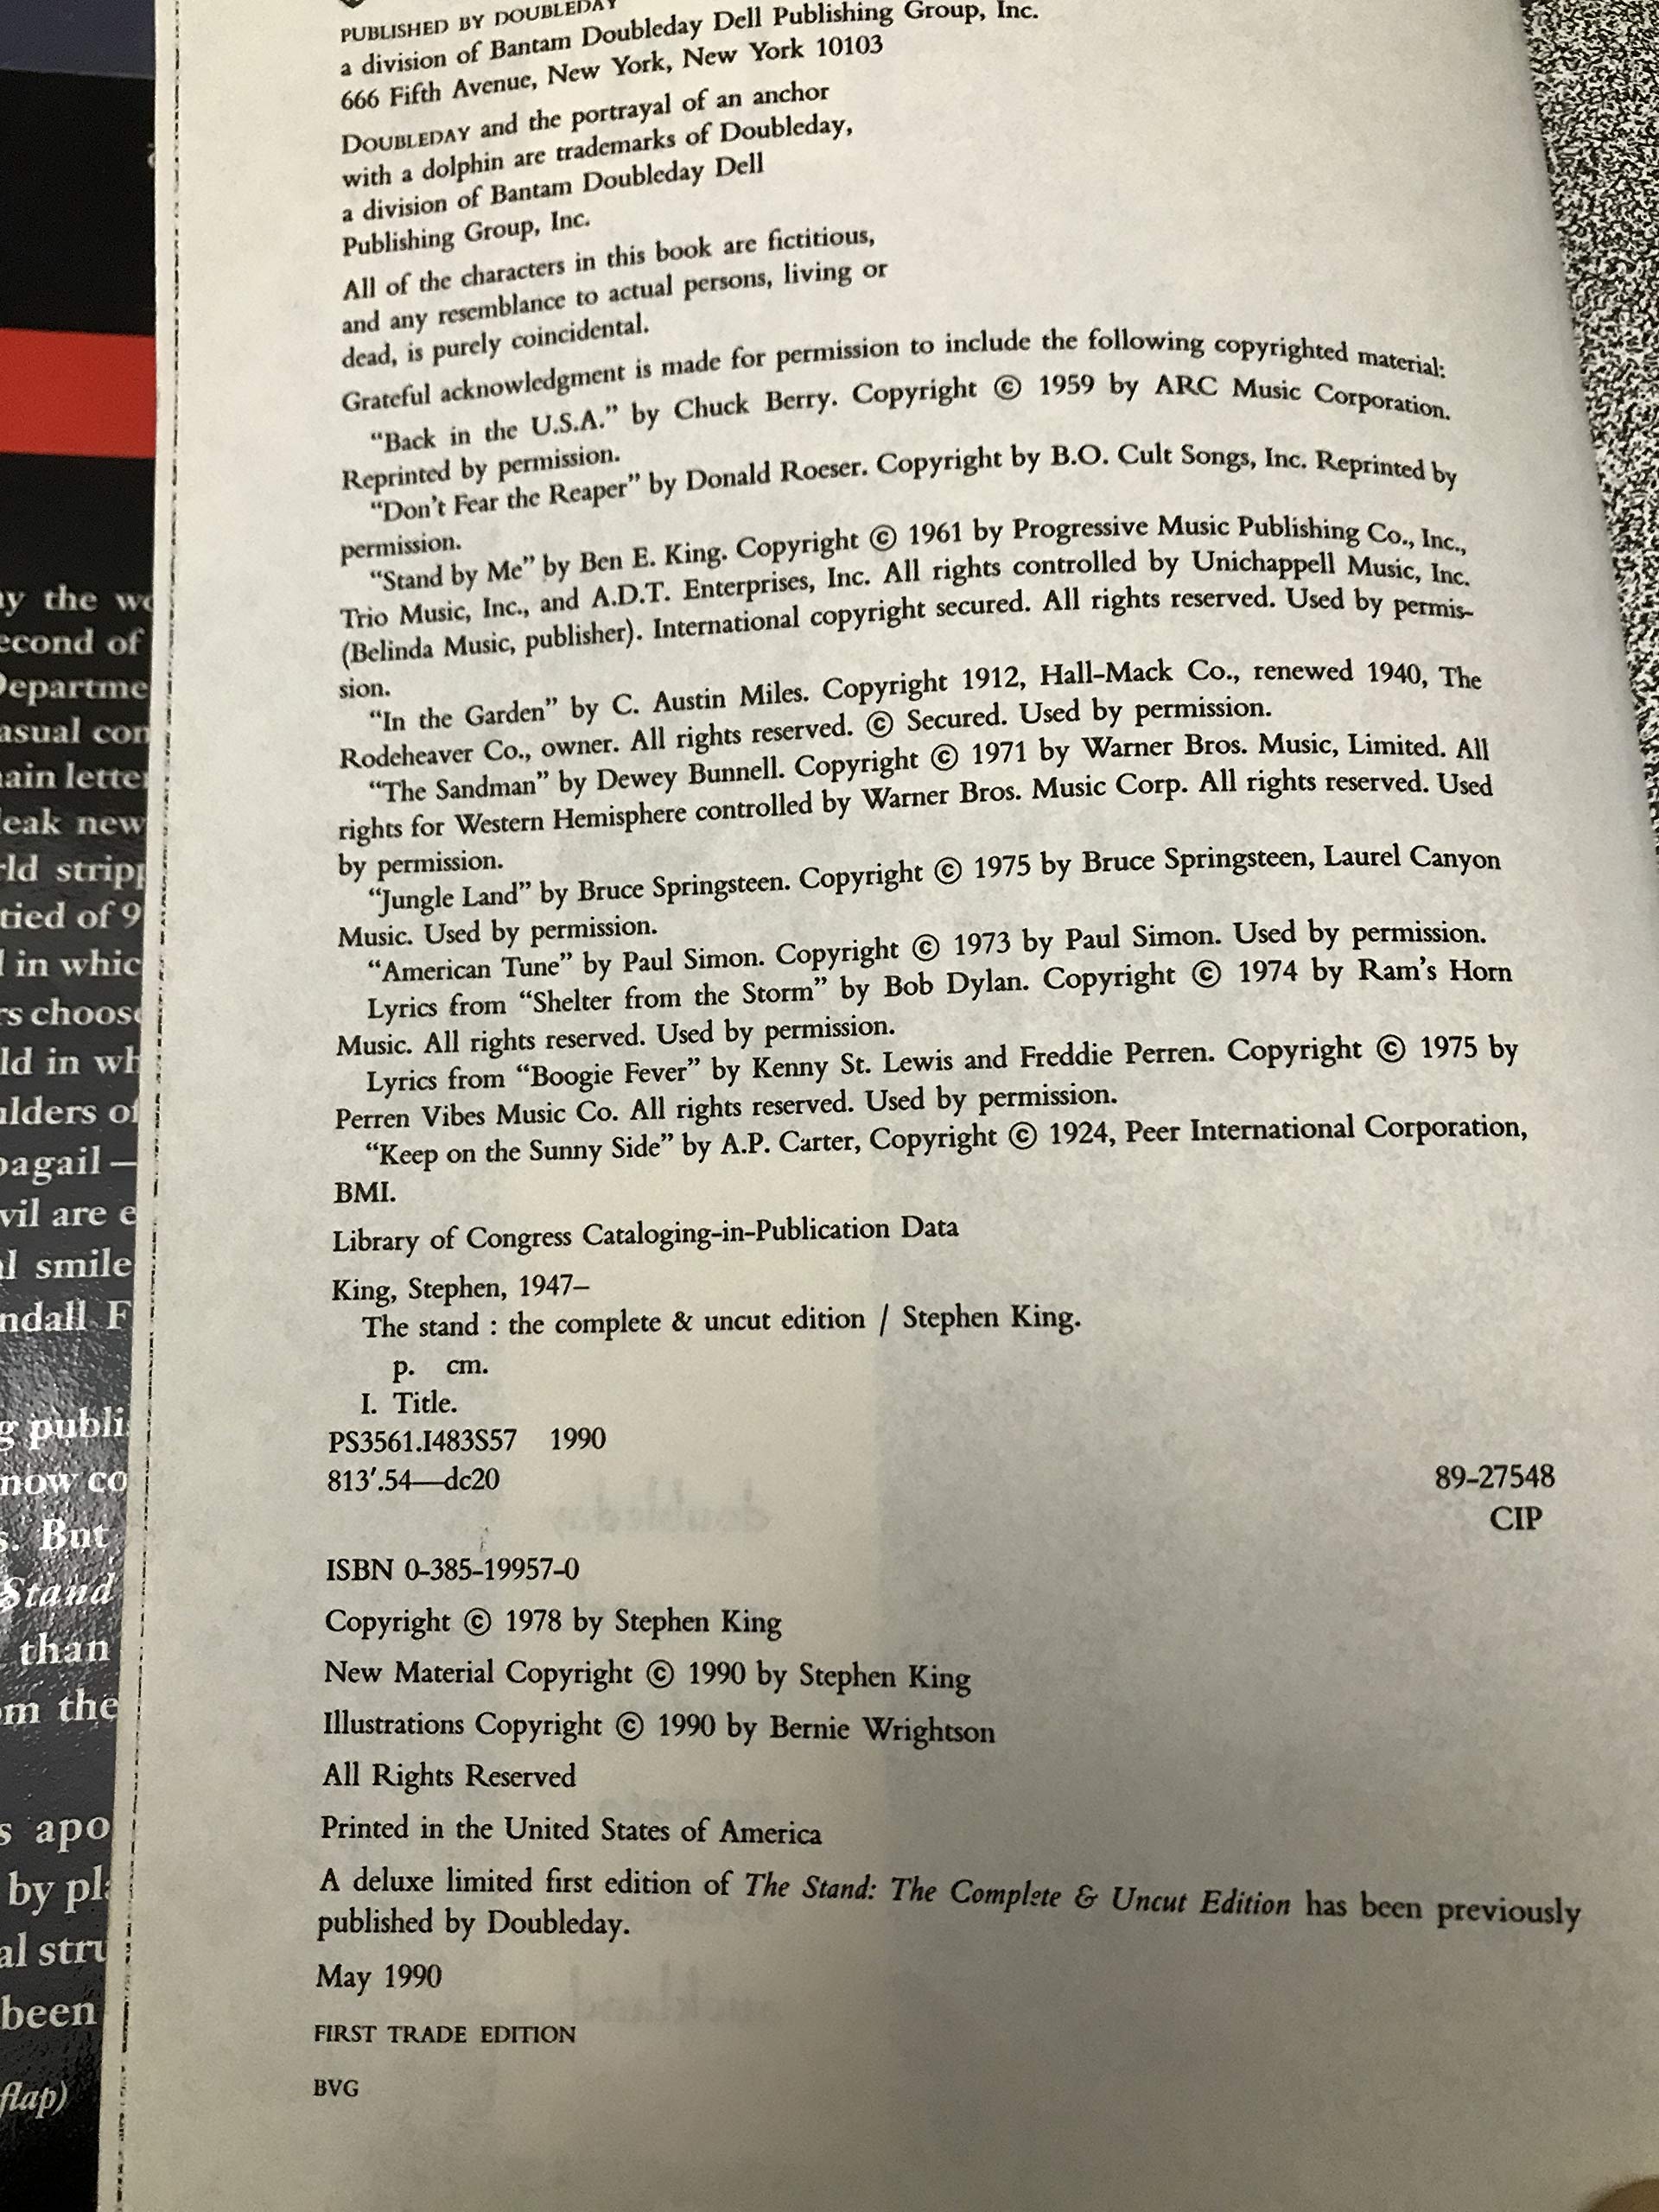 PUBLISHED BY DOUBLEDAY
a division of Bantam Doubleday Dell Publishing Group, Inc.
666 Fifth Avenue, New York, New York 10103
DOUBLEDAY and the portrayal of an anchor
with a dolphin are trademarks of Doubleday,
a division of Bantam Doubleday Dell
Publishing Group, Inc.
All of the characters in this book are fictitious,
and any resemblance to actual persons, living or
dead, is purely coincidental.
Grateful acknowledgment is made for permission to include the following copyrighted material:
“Back in the U.S.A.” by Chuck Berry. Copyright © 1959 by ARC Music Corporation.
Reprinted by permission.
“Don’t Fear the Reaper” by Donald Roeser. Copyright by B.O. Cult Songs, Inc. Reprinted by
permission.
“Stand by Me” by Ben E. King. Copyright © 1961 by Progressive Music Publishing Co., Inc.,
Trio Music, Inc., and A.D.T. Enterprises, Inc. All rights controlled by Unichappell Music, Inc.
(Belinda Music, publisher). International copyright secured. All rights reserved. Used by permis-
sion.
“In the Garden” by C. Austin Miles. Copyright 1912, Hall-Mack Co., renewed 1940, The
Rodeheaver Co., owner. All rights reserved. © Secured. Used by permission.
“The Sandman” by Dewey Bunnell. Copyright © 1971 by Warner Bros. Music, Limited. All
rights for Western Hemisphere controlled by Warner Bros. Music Corp. All rights reserved. Used
by permission.
“Jungle Land” by Bruce Springsteen. Copyright © 1975 by Bruce Springsteen, Laurel Canyon
Music. Used by permission.
“American Tune” by Paul Simon. Copyright © 1973 by Paul Simon. Used by permission.
Lyrics from “Shelter from the Storm” by Bob Dylan. Copyright © 1974 by Ram’s Horn
Music. All rights reserved. Used by permission.
Lyrics from “Boogie Fever” by Kenny St. Lewis and Freddie Perren. Copyright © 1975 by
Perren Vibes Music Co. All rights reserved. Used by permission.
“Keep on the Sunny Side” by A.P. Carter, Copyright © 1924, Peer International Corporation,
BMI.
Library of Congress Cataloging-in-Publication Data
King, Stephen, 1947–
The stand : the complete & uncut edition / Stephen King.
p. cm.
I. Title.
PS3561.I483S57 1990
813′.54—dc20
89-27548
CIP
ISBN 0-385-19957-0
Copyright © 1978 by Stephen King
New Material Copyright © 1990 by Stephen King
Illustrations Copyright © 1990 by Bernie Wrightson
All Rights Reserved
Printed in the United States of America
A deluxe limited first edition of The Stand: The Complete & Uncut Edition has been previously
published by Doubleday.
May 1990
FIRST TRADE EDITION
BVG
the
of
in
are
smile
But
Stand
than
the
by
been
flap)